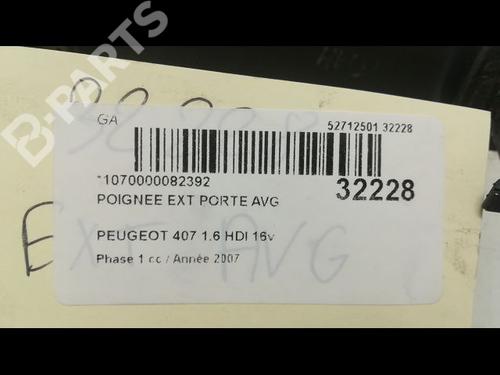 B-PARTS
GA
52712501 32228
*1070000082392
32228
POIGNEE EXT PORTE AVG
PEUGEOT 407 1.6 HDI 16v
Phase 1 cc / Année 2007
EXT AVG